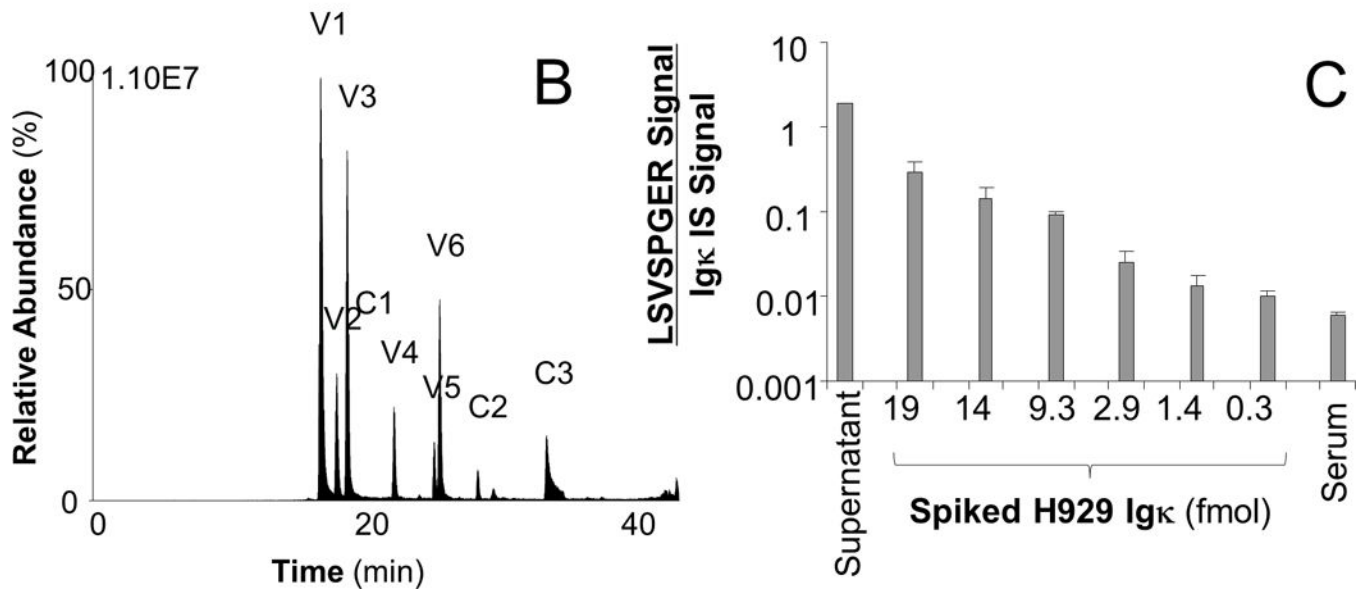 B
V1
100
1.10E7
V3
V6
50
V2
C1
V4
V5
C2
C3
0
Relative Abundance (%)
0
20
40
Time (min)
C
LSVSPGER Signal
Igκ IS Signal
10
1
0.1
0.01
0.001
Supernatant
19
14
9.3
2.9
1.4
0.3
Serum
Spiked H929 Igκ (fmol)